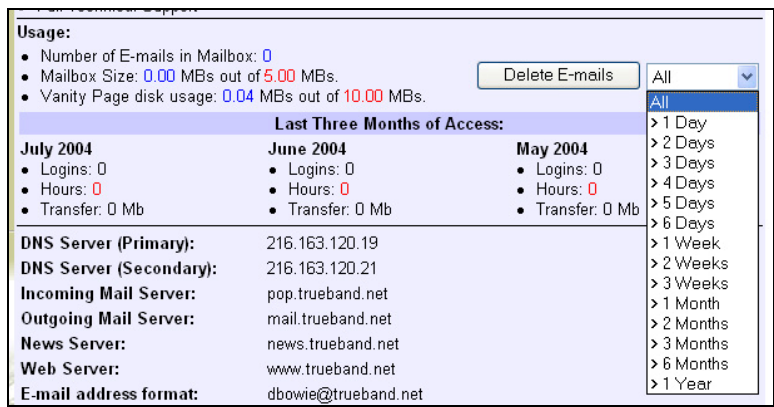 Usage:
• Number of E-mails in Mailbox: 0
• Mailbox Size: 0.00 MBs out of 5.00 MBs.
• Vanity Page disk usage: 0.04 MBs out of 10.00 MBs.
Delete E-mails
All
All
> 1 Day
> 2 Days
> 3 Days
> 4 Days
> 5 Days
> 6 Days
> 1 Week
> 2 Weeks
> 3 Weeks
> 1 Month
> 2 Months
> 3 Months
> 6 Months
> 1 Year
Last Three Months of Access:
July 2004
• Logins: 0
• Hours: 0
• Transfer: 0 Mb
June 2004
• Logins: 0
• Hours: 0
• Transfer: 0 Mb
May 2004
• Logins: 0
• Hours: 0
• Transfer: 0 Mb
DNS Server (Primary): 216.163.120.19
DNS Server (Secondary): 216.163.120.21
Incoming Mail Server: pop.trueband.net
Outgoing Mail Server: mail.trueband.net
News Server: news.trueband.net
Web Server: www.trueband.net
E-mail address format: dbowie@trueband.net